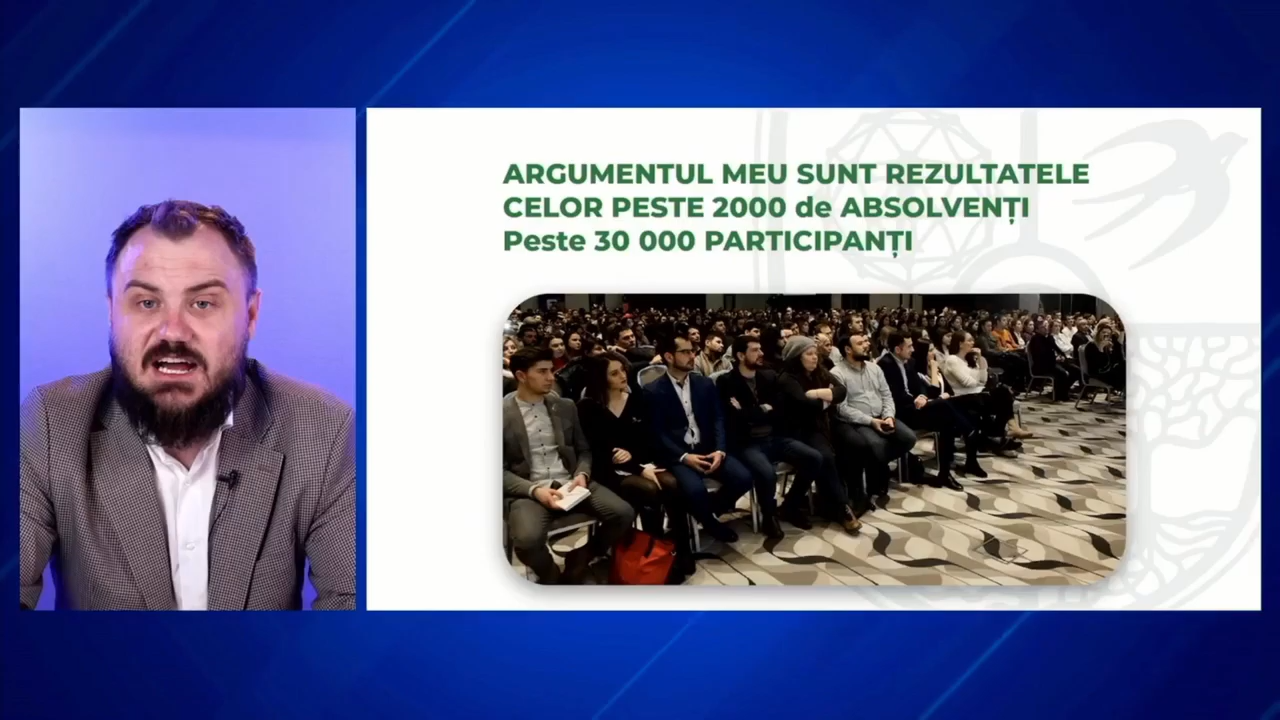 ARGUMENTUL MEU SUNT REZULTATELE
CELOR PESTE 2000 de ABSOLVENȚI
Peste 30 000 PARTICIPANȚI